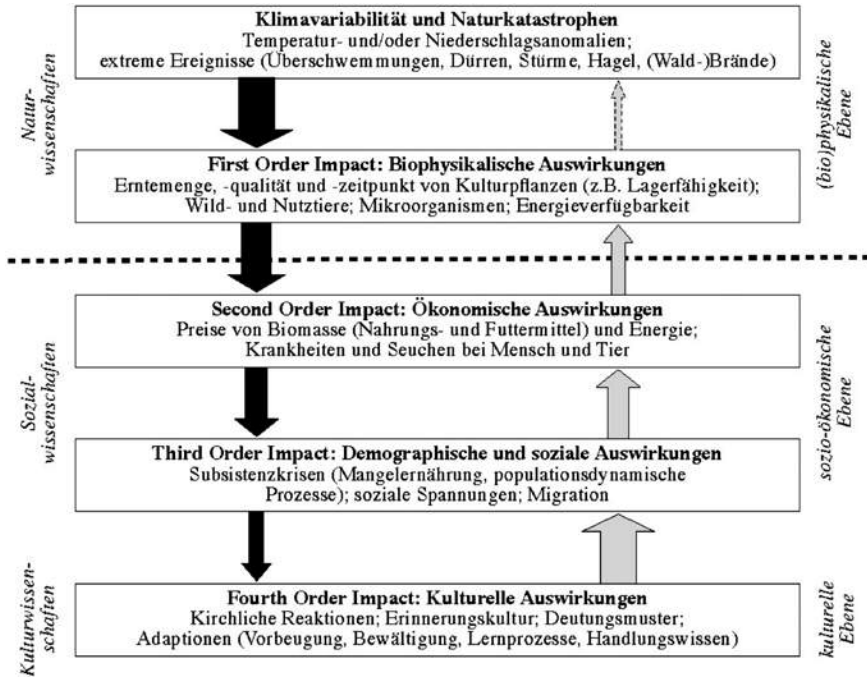 Klimavariabilität und Naturkatastrophen
Temperatur- und/oder Niederschlagsanomalien;
extreme Ereignisse (Überschwemmungen, Dürren, Stürme, Hagel, (Wald-)Brände)
Natur-
wissenschaften
(bio)physikalische
Ebene
First Order Impact: Biophysikalische Auswirkungen
Erntemenge, -qualität und -zeitpunkt von Kulturpflanzen (z.B. Lagerfähigkeit);
Wild- und Nutztiere; Mikroorganismen; Energieverfügbarkeit
Second Order Impact: Ökonomische Auswirkungen
Preise von Biomasse (Nahrungs- und Futtermittel) und Energie;
Krankheiten und Seuchen bei Mensch und Tier
Sozial-
wissenschaften
sozio-ökonomische
Ebene
Third Order Impact: Demographische und soziale Auswirkungen
Subsistenzkrisen (Mangelernährung, populationsdynamische
Prozesse); soziale Spannungen; Migration
Fourth Order Impact: Kulturelle Auswirkungen
Kirchliche Reaktionen; Erinnerungskultur; Deutungsmuster;
Adaptionen (Vorbeugung, Bewältigung, Lernprozesse, Handlungswissen)
Kulturwissen-
schaften
kulturelle
Ebene